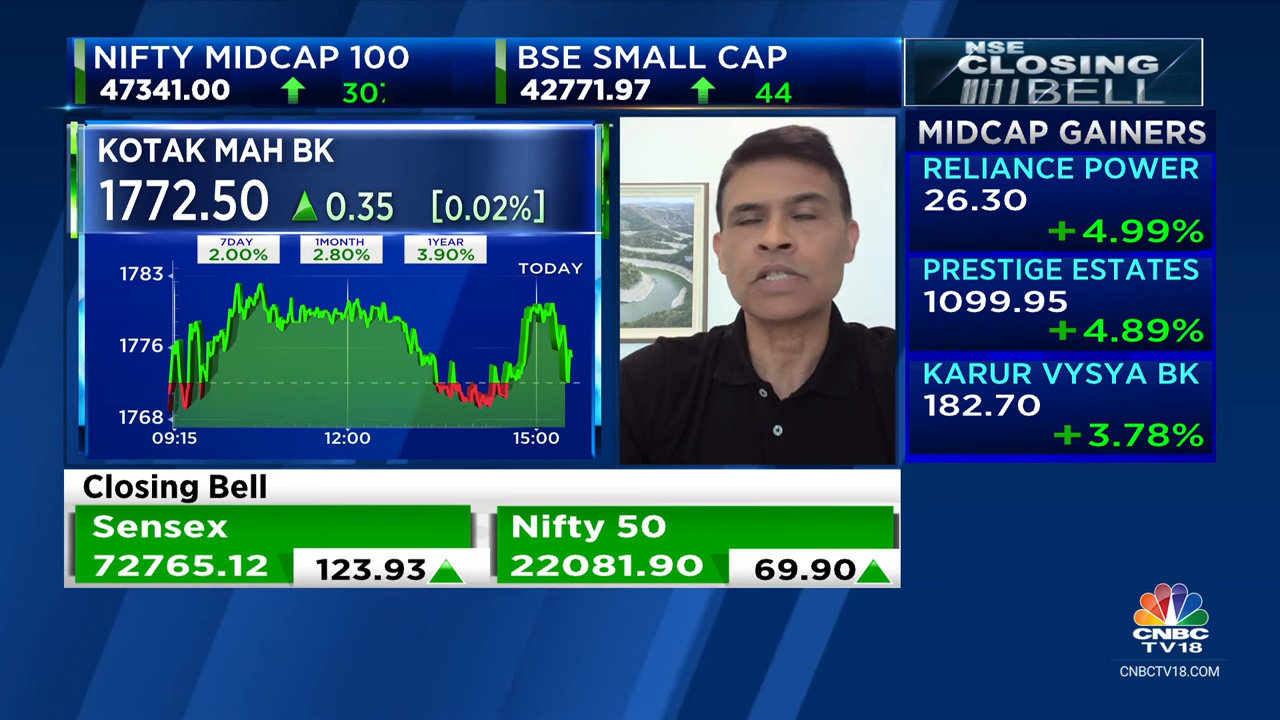 NIFTY MIDCAP 100
47341.00
BSE SMALL CAP
42771.97 44
NSE
CLOSING
BELL
KOTAK MAH BK
1772.50 0.35 [0.02%]
7DAY
2.00%
1MONTH
2.80%
1YEAR
3.90%
TODAY
1783
1776
1768
09:15 12:00 15:00
MIDCAP GAINERS
RELIANCE POWER
26.30
+4.99%
PRESTIGE ESTATES
1099.95
+4.89%
KARUR VYSYA BK
182.70
+3.78%
Closing Bell
Sensex
72765.12 123.93
Nifty 50
22081.90 69.90
CNBC
TV18
CNBCTV18.COM